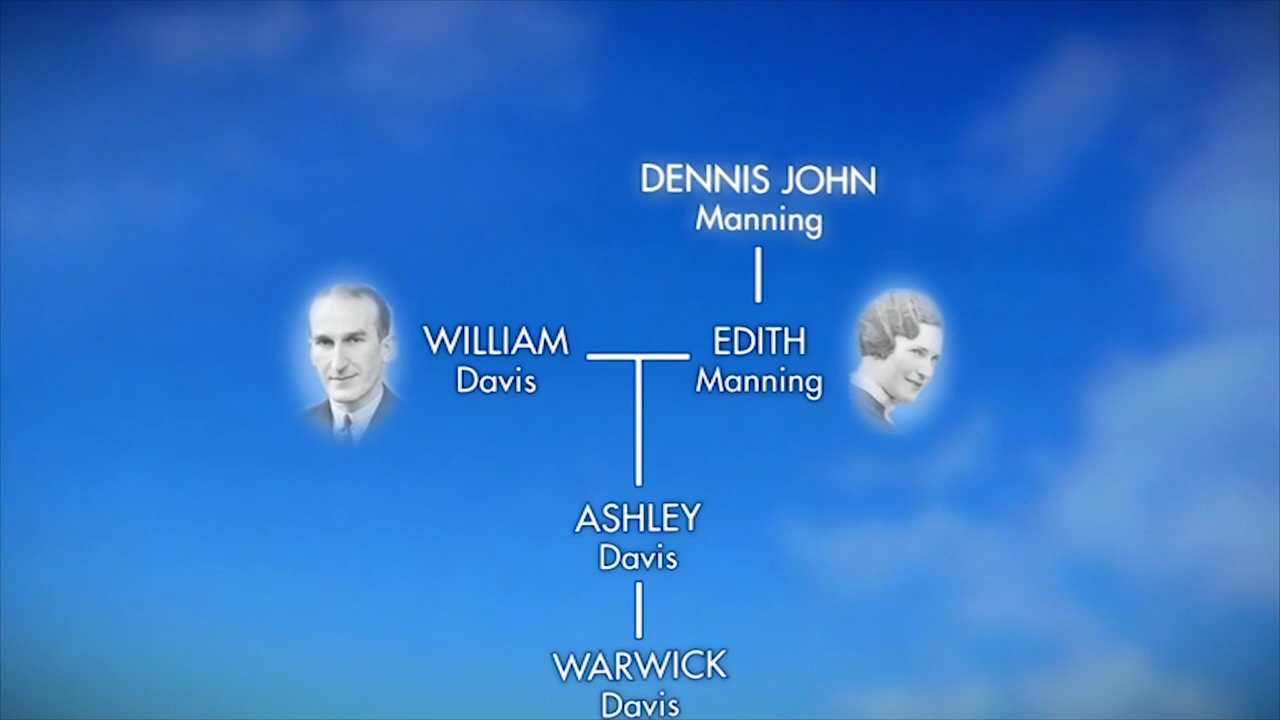 DENNIS JOHN
Manning
WILLIAM
Davis
EDITH
Manning
ASHLEY
Davis
WARWICK
Davis